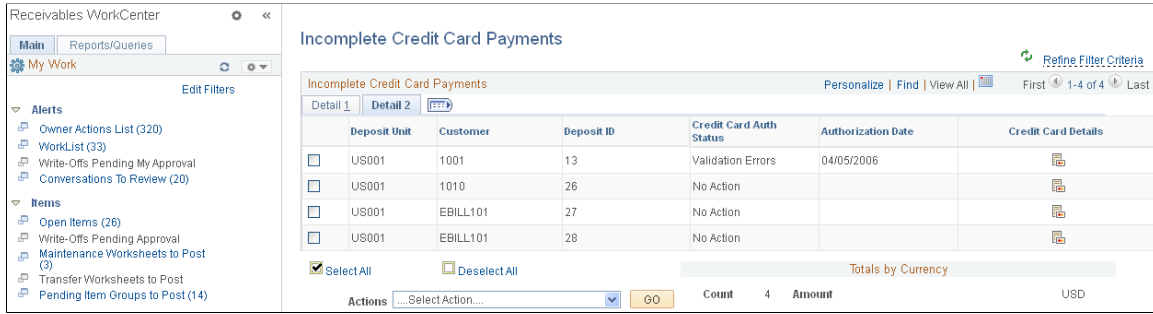 Receivables WorkCenter
Main Reports/Queries
My Work
Edit Filters
Alerts
Owner Actions List (320)
WorkList (33)
Write-Offs Pending My Approval
Conversations To Review (20)
Items
Open Items (26)
Write-Offs Pending Approval
Maintenance Worksheets to Post
(3)
Transfer Worksheets to Post
Pending Item Groups to Post (14)
Incomplete Credit Card Payments
Refine Filter Criteria
Incomplete Credit Card Payments Personalize | Find | View All | First 1-4 of 4 Last
Detail 1 Detail 2
Deposit Unit Customer Deposit ID Credit Card Auth Status Authorization Date Credit Card Details
US001 1001 13 Validation Errors 04/05/2006
US001 1010 26 No Action
US001 EBILL101 27 No Action
US001 EBILL101 28 No Action
Select All Deselect All Totals by Currency
Actions ....Select Action.... GO Count 4 Amount USD